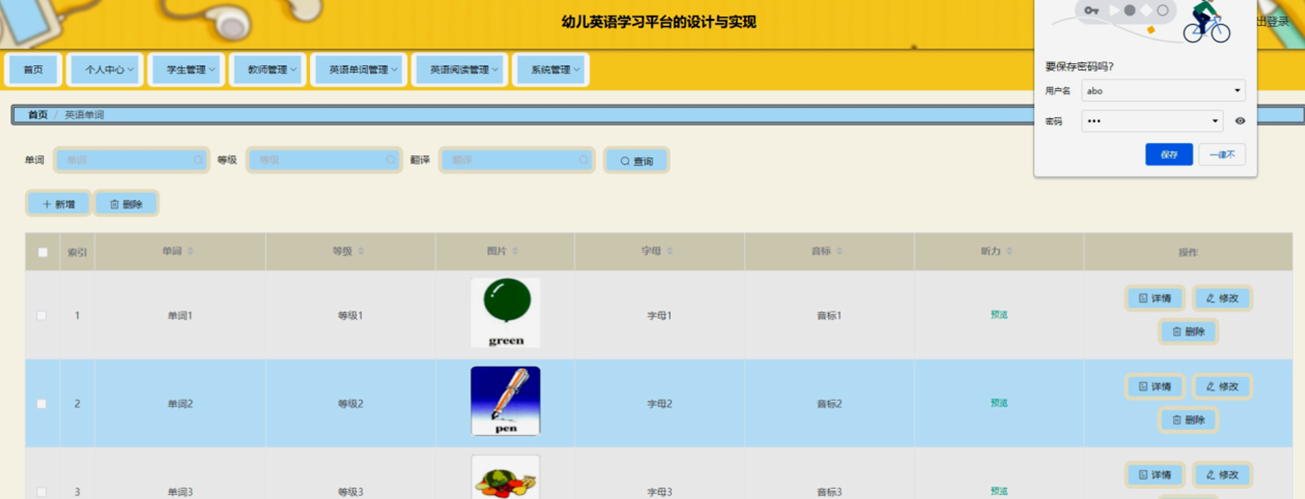 幼儿英语学习平台的设计与实现
出登录
首页 个人中心 学生管理 教师管理 英语单词管理 英语阅读管理 系统管理
要保存密码吗?
用户名 abo
密码 •••
保存 一律不
首页 / 英语单词
单词 单词 等级 等级 翻译 翻译 查询
+ 新增 删除
索引 单词 等级 图片 字母 音标 听力 操作
1 单词1 等级1 green 字母1 音标1 预览 详情 修改
删除
2 单词2 等级2 pen 字母2 音标2 预览 详情 修改
删除
3 单词3 等级3 字母3 音标3 预览 详情 修改